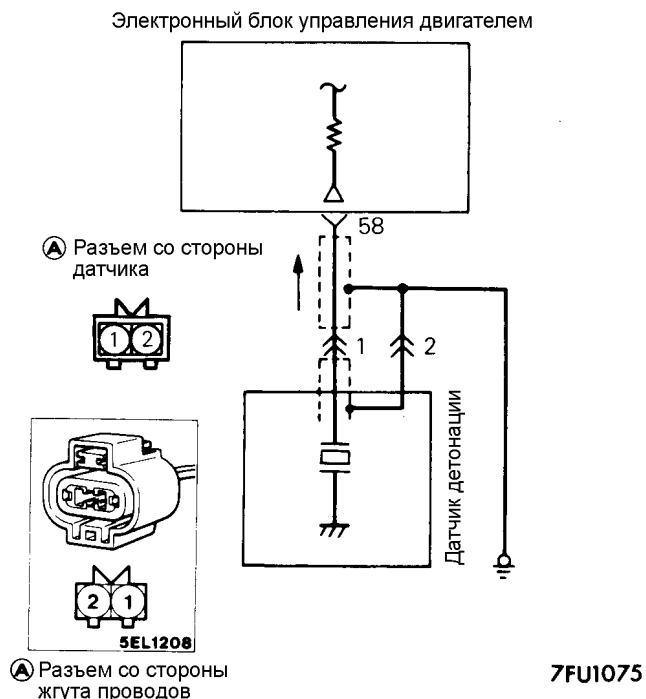 Электронный блок управления двигателем
58
A Разъем со стороны
датчика
1 2
1 2
Датчик детонации
2 1
5EL1208
A Разъем со стороны
жгута проводов
7FU1075